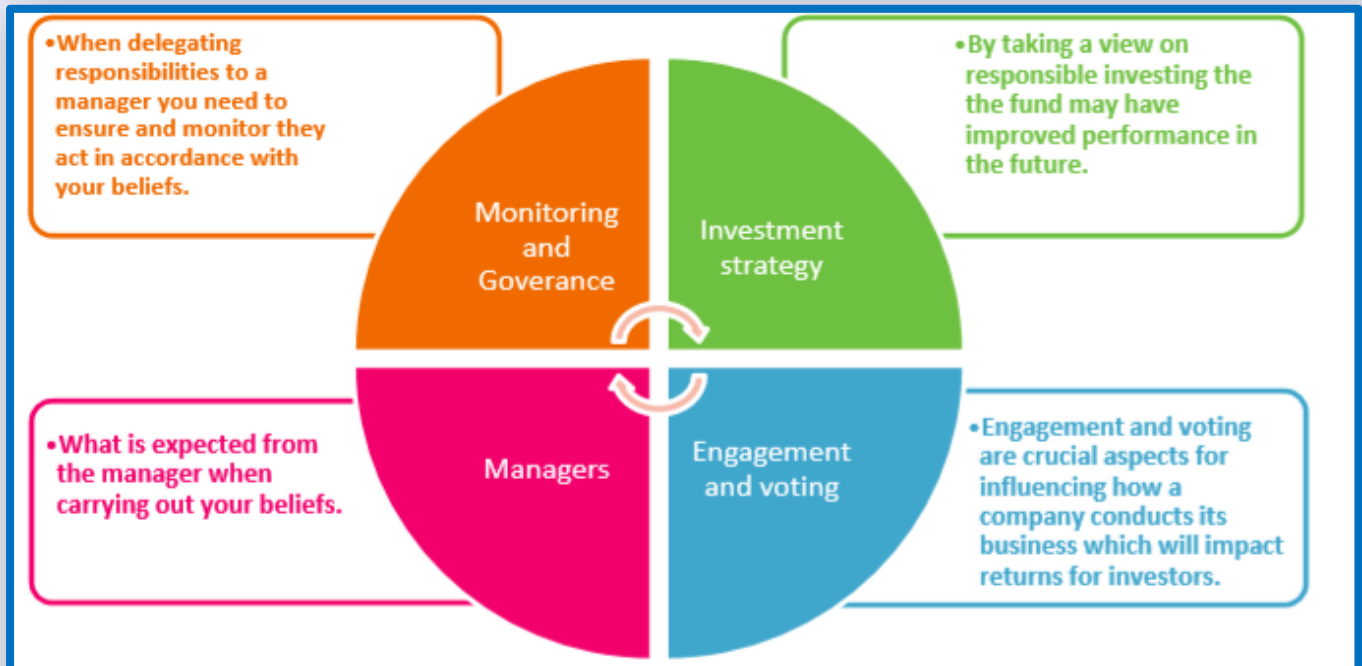 •When delegating
responsibilities to a
manager you need to
ensure and monitor they
act in accordance with
your beliefs.
•By taking a view on
responsible investing the
the fund may have
improved performance in
the future.
Monitoring
and
Goverance
Investment
strategy
Managers
Engagement
and voting
•What is expected from
the manager when
carrying out your beliefs.
•Engagement and voting
are crucial aspects for
influencing how a
company conducts its
business which will impact
returns for investors.